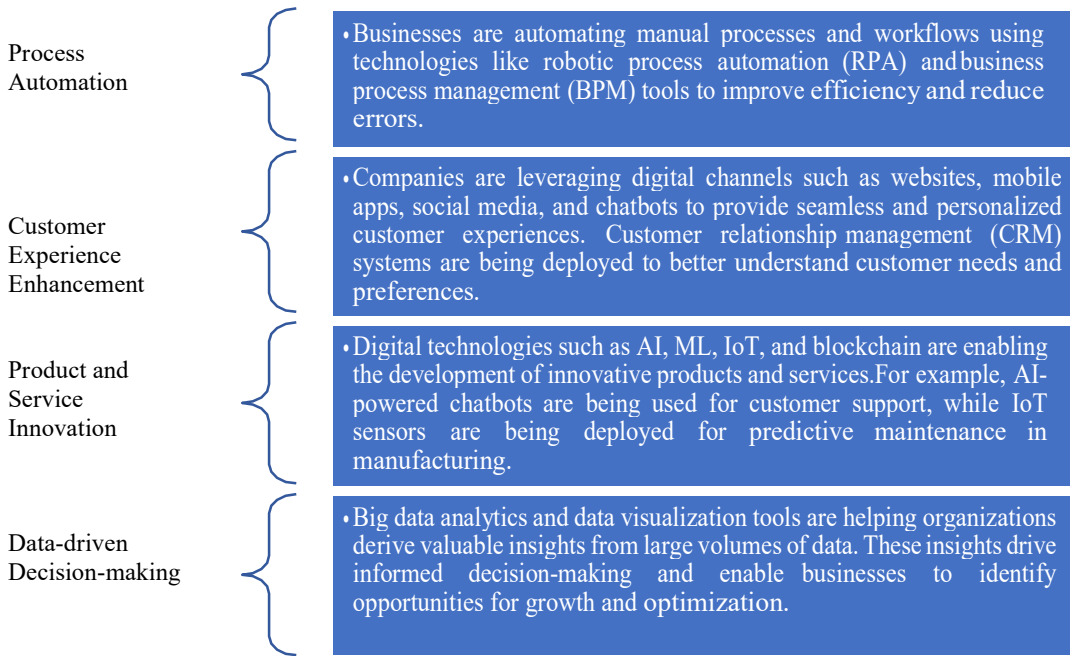 Process
Automation
•Businesses are automating manual processes and workflows using
technologies like robotic process automation (RPA) andbusiness
process management (BPM) tools to improve efficiency and reduce
errors.
Customer
Experience
Enhancement
•Companies are leveraging digital channels such as websites, mobile
apps, social media, and chatbots to provide seamless and personalized
customer experiences. Customer relationship management (CRM)
systems are being deployed to better understand customer needs and
preferences.
Product and
Service
Innovation
•Digital technologies such as AI, ML, IoT, and blockchain are enabling
the development of innovative products and services.For example, AI-
powered chatbots are being used for customer support, while IoT
sensors are being deployed for predictive maintenance in
manufacturing.
Data-driven
Decision-making
•Big data analytics and data visualization tools are helping organizations
derive valuable insights from large volumes of data. These insights drive
informed decision-making and enable businesses to identify
opportunities for growth and optimization.